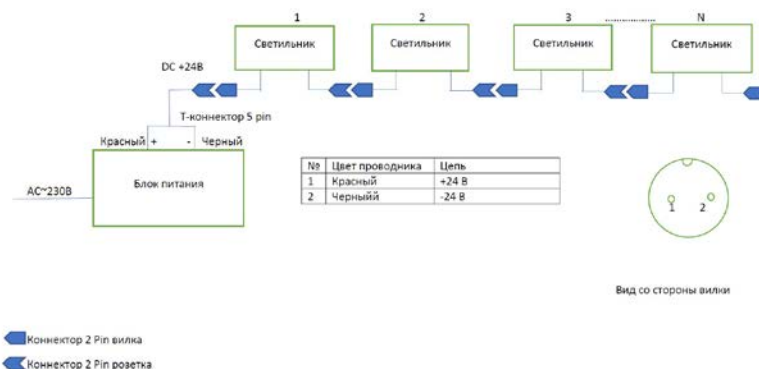 1 2 3 ............... N
Светильник Светильник Светильник Светильник
DC +24В
Т-коннектор 5 pin
Красный + - Черный
Блок питания
AC~230В
№ Цвет проводника Цепь
1 Красный +24 В
2 Черныйй -24 В
1 2
Вид со стороны вилки
Коннектор 2 Pin вилка
Коннектор 2 Pin розетка